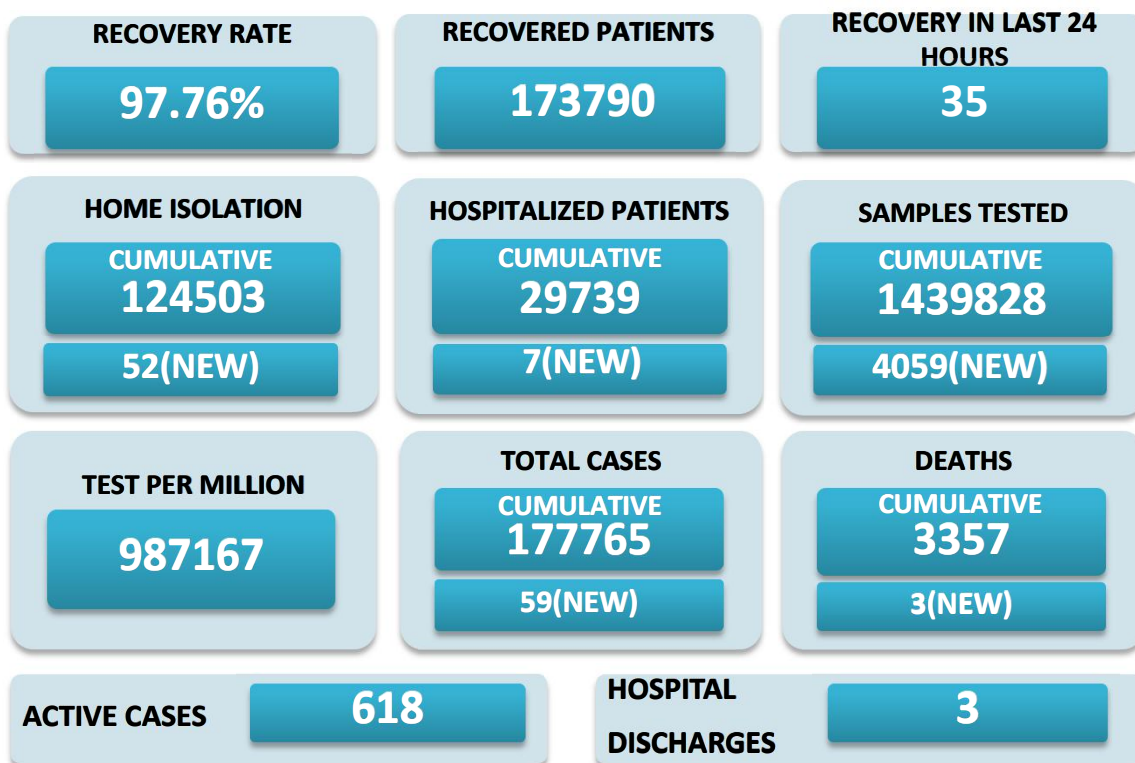 RECOVERY RATE
97.76%
RECOVERED PATIENTS
173790
RECOVERY IN LAST 24
HOURS
35
HOME ISOLATION
CUMULATIVE
124503
52(NEW)
HOSPITALIZED PATIENTS
CUMULATIVE
29739
7(NEW)
SAMPLES TESTED
CUMULATIVE
1439828
4059(NEW)
TEST PER MILLION
987167
TOTAL CASES
CUMULATIVE
177765
59(NEW)
DEATHS
CUMULATIVE
3357
3(NEW)
ACTIVE CASES
618
HOSPITAL
DISCHARGES
3